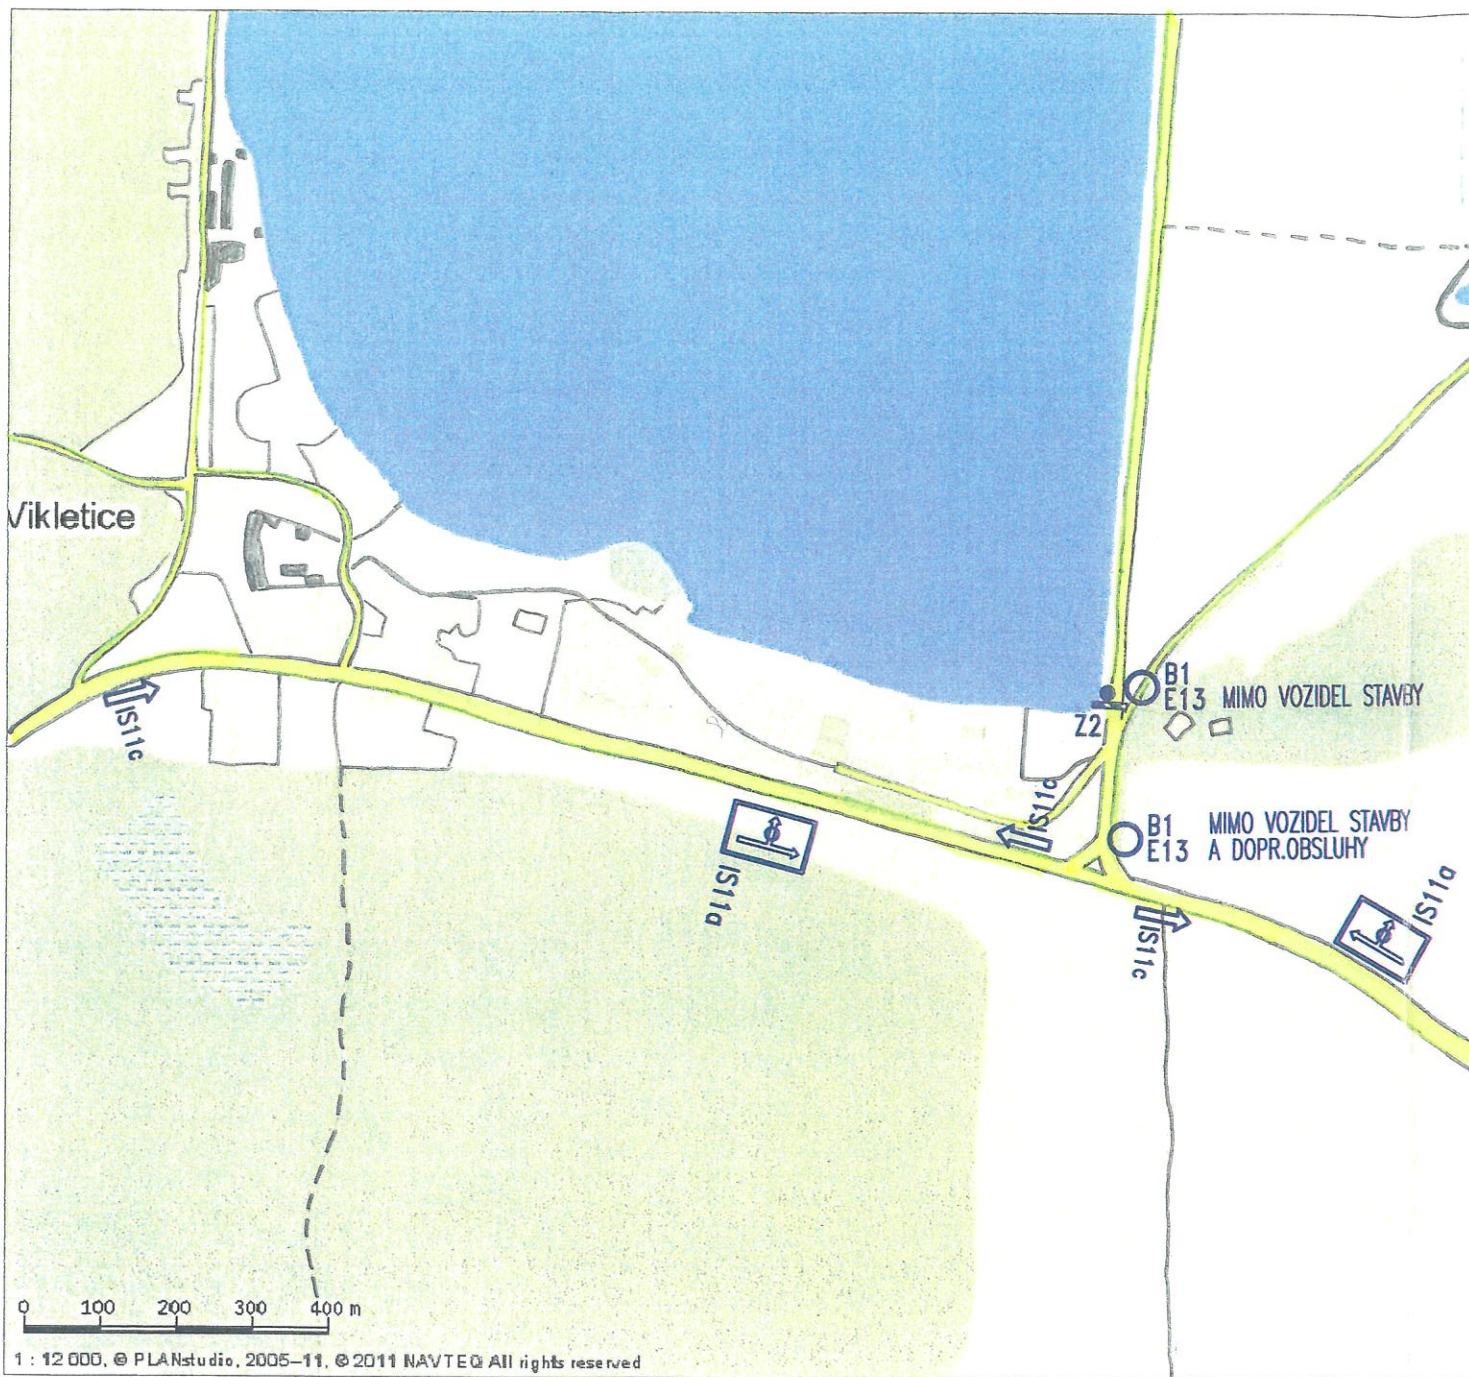 Vikletice
IS11c
B1
E13 MIMO VOZIDEL STAVBY
Z2
IS11c
B1 MIMO VOZIDEL STAVBY
E13 A DOPR.OBSLUHY
IS11a
IS11a
IS11c
0 100 200 300 400 m
1 : 12 000, © PLANstudio, 2005–11, © 2011 NAVTEQ All rights reserved